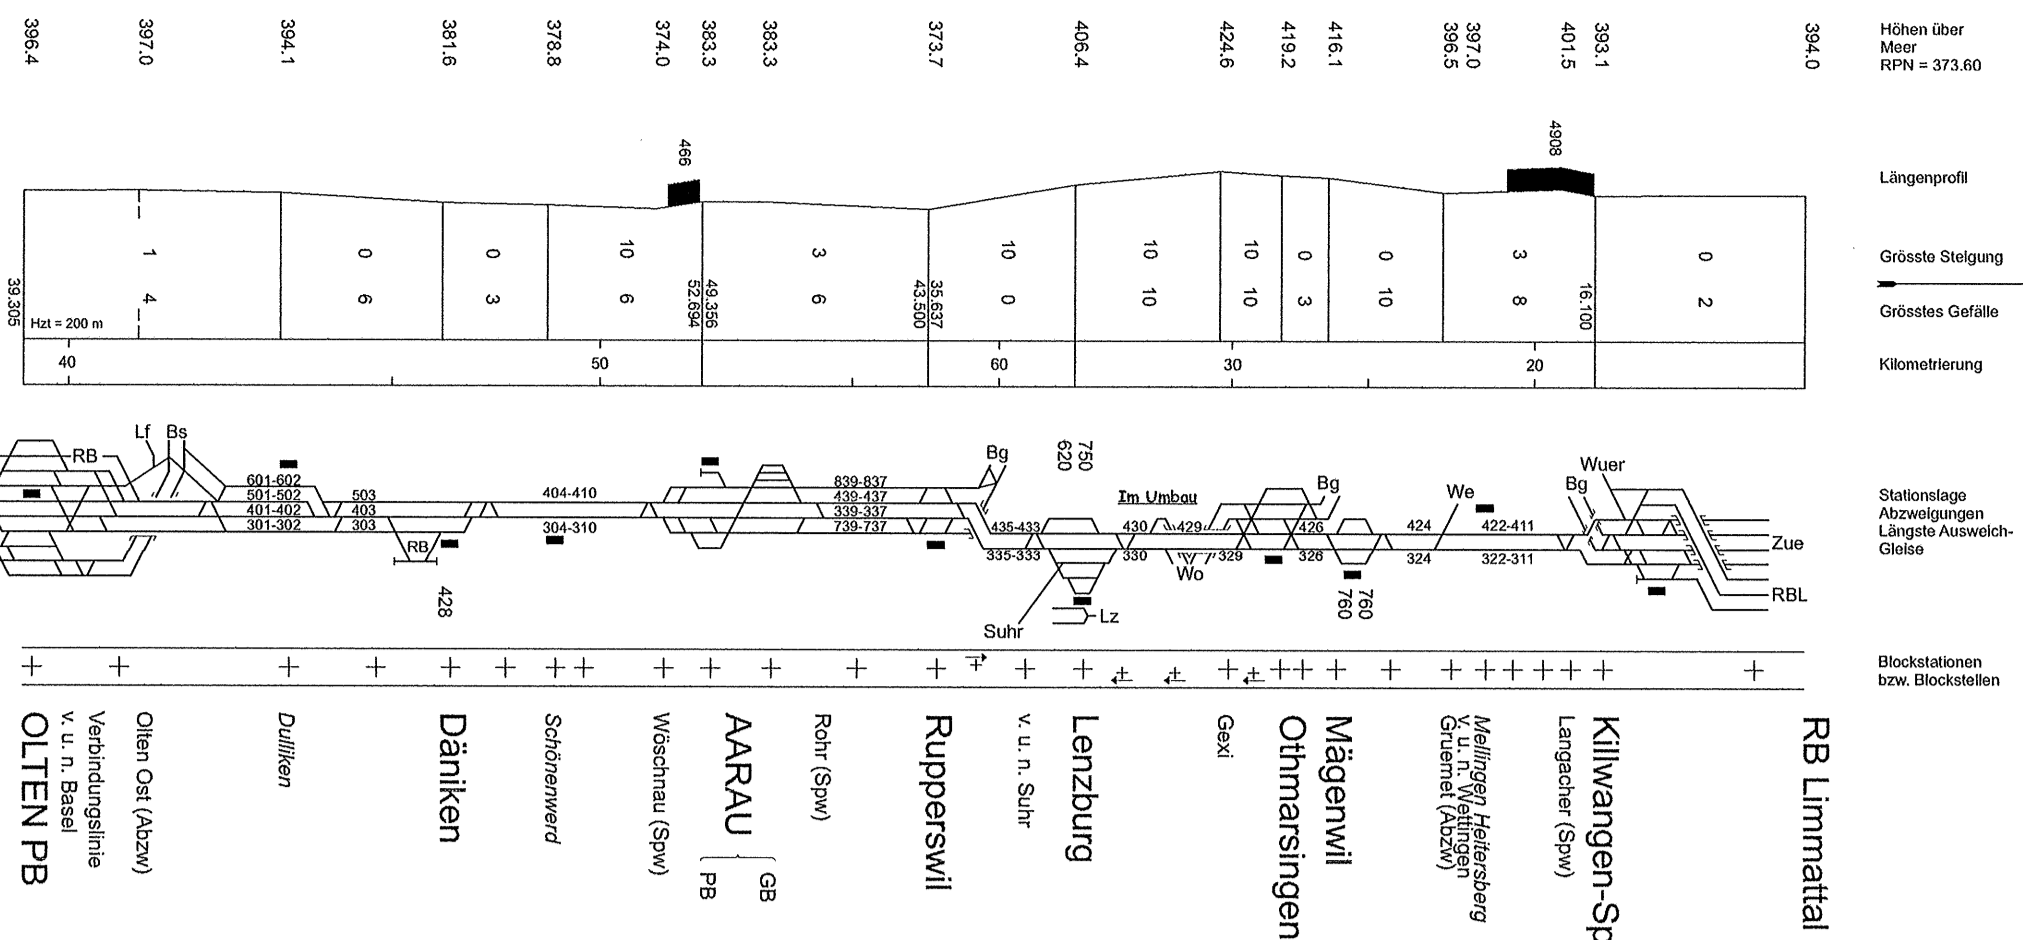 396.4
397.0
394.1
381.6
378.8
374.0
383.3
383.3
373.7
406.4
424.6
419.2
416.1
396.5
397.0
401.5
393.1
394.0
Höhen über
Meer
RPN = 373.60
466
4908
Längenprofil
1 0 0 10 3 10 10 10 0 0 3 0
Grösste Steigung
4 6 3 6 6 0 10 10 3 10 8 2
Grösstes Gefälle
39.305
Hzt = 200 m
52.694
49.356
43.500
35.637
16.100
40 50 60 30 20
Kilometrierung
Lf Bs
RB
601-602
501-502
401-402
301-302
503
403
303
RB
428
404-410
304-310
839-837
439-437
339-337
739-737
Bg
750
620
435-433
335-333
Suhr
Lz
Im Umbau
430
330
429
329
Wo
Bg
426
326
760
760
424
324
We
422-411
322-311
Wuer
Bg
Zue
RBL
Stationslage
Abzweigungen
Längste Ausweich-
Gleise
Blockstationen
bzw. Blockstellen
OLTEN PB
v. u. n. Basel
Verbindungslinie
Olten Ost (Abzw)
Dulliken
Däniken
Schönenwerd
Wöschnau (Spw)
AARAU
PB
GB
Rohr (Spw)
Rupperswil
v. u. n. Suhr
Lenzburg
Gexi
Othmarsingen
Mägenwil
Gruemet (Abzw)
v. u. n. Wettingen
Mellingen Heitersberg
Langacher (Spw)
Killwangen-Sp
RB Limmattal